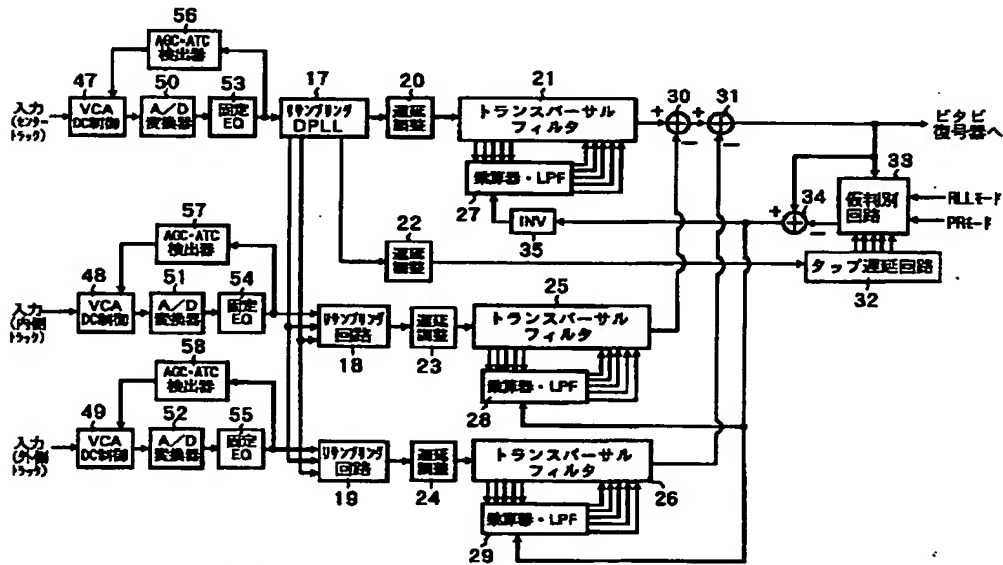 56
AGC・ATC
検出器
47
VCA
DC制御
50
A/D
変換器
53
固定
EQ
17
リサンプリング
DPLL
20
遅延
調整
21
トランスバーサル
フィルタ
30
31
入力
(センター
トラック)
+
-
+
-
ビタビ
復号器へ
乗算器・LPF
27
INV
35
34
+
-
33
仮判別
回路
RLLモード
PRモード
タップ遅延回路
32
22
遅延
調整
57
AGC・ATC
検出器
48
VCA
DC制御
51
A/D
変換器
54
固定
EQ
入力
(内側
トラック)
リサンプリング
回路
18
遅延
調整
23
25
トランスバーサル
フィルタ
乗算器・LPF
28
58
AGC・ATC
検出器
49
VCA
DC制御
52
A/D
変換器
55
固定
EQ
入力
(外側
トラック)
リサンプリング
回路
19
遅延
調整
24
トランスバーサル
フィルタ
26
乗算器・LPF
29